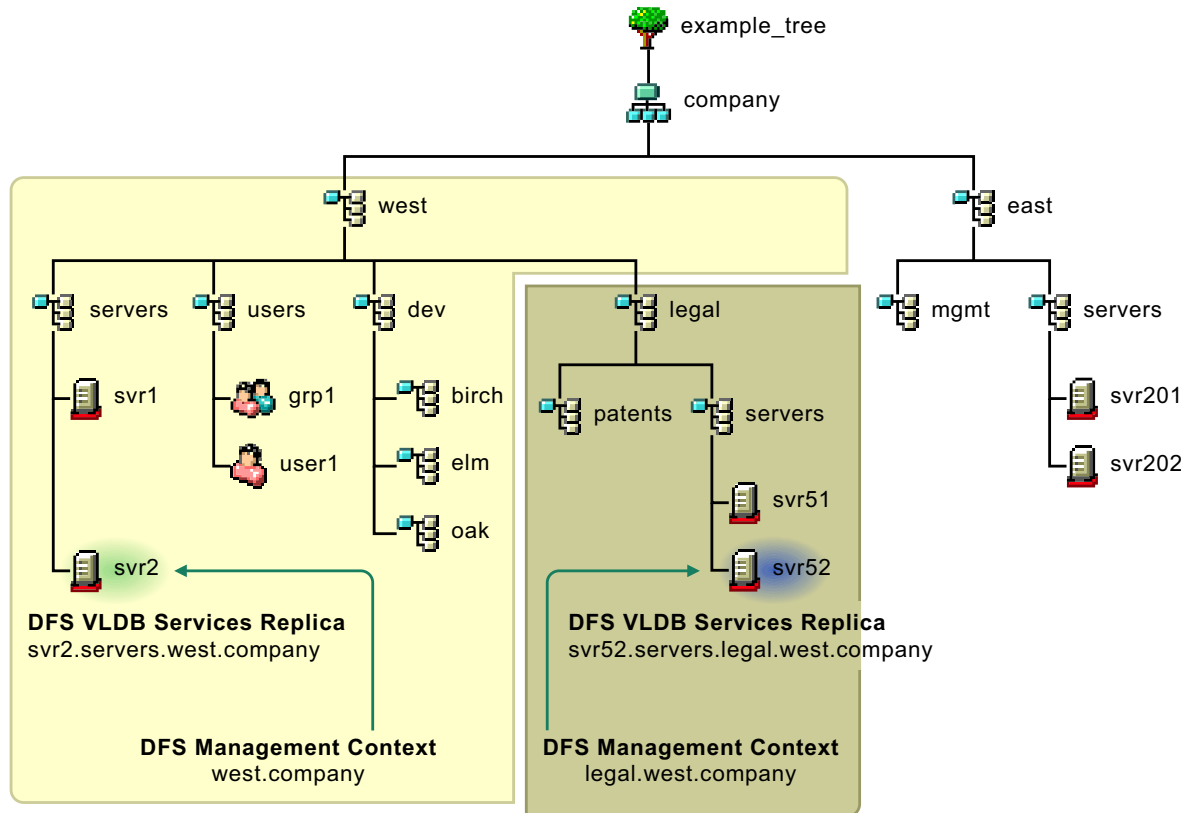 example_tree
company
west
east
servers
users
dev
legal
mgmt
servers
svr1
grp1
birch
patents
servers
svr201
user1
elm
svr202
svr51
oak
svr2
svr52
DFS VLDB Services Replica
svr2.servers.west.company
DFS VLDB Services Replica
svr52.servers.legal.west.company
DFS Management Context
west.company
DFS Management Context
legal.west.company